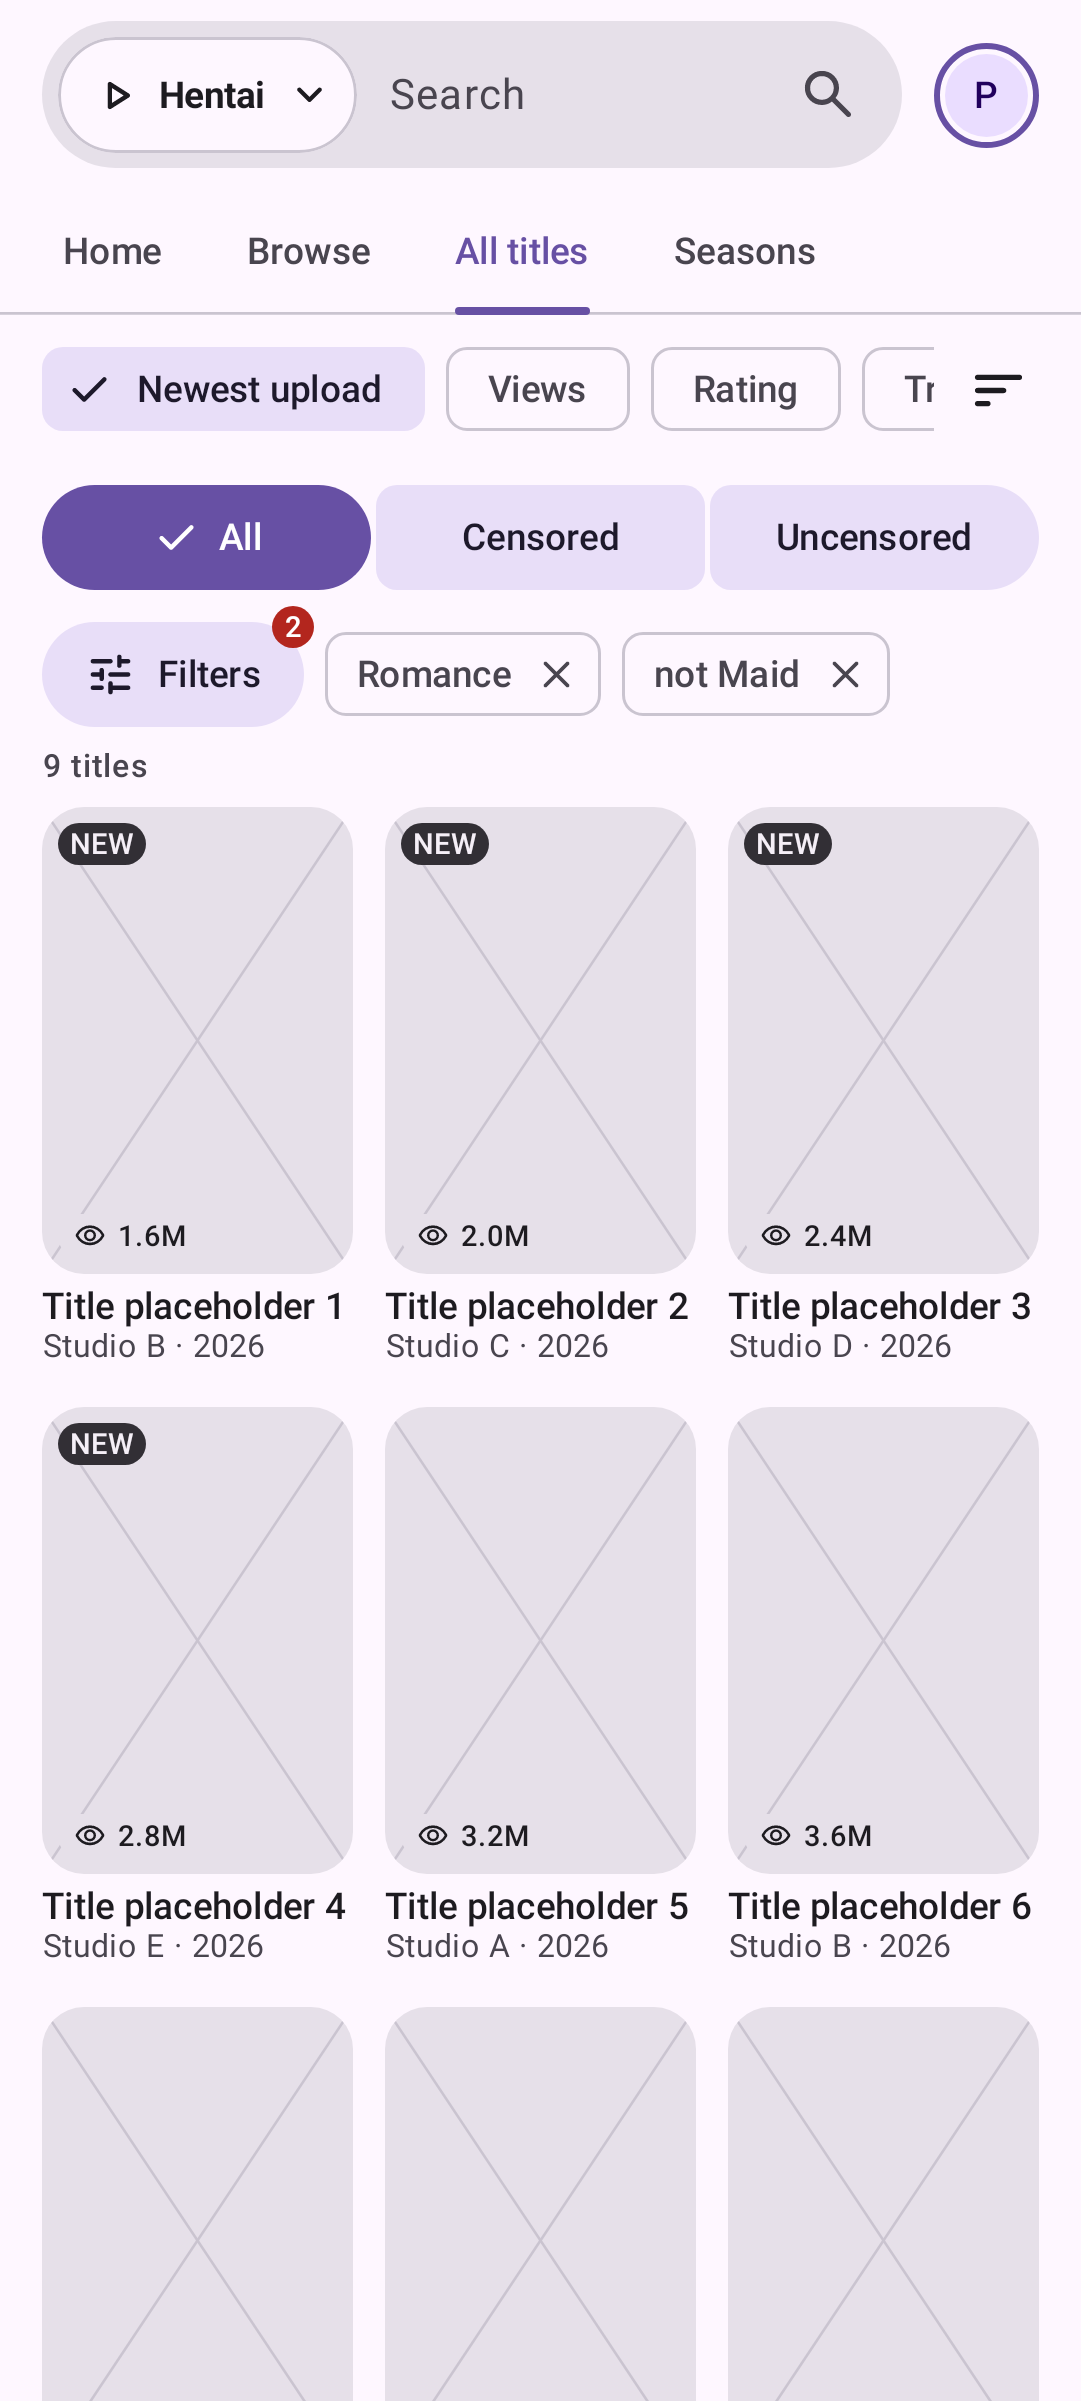 Hentai
Search
P
Home
Browse
All titles
Seasons
Newest upload
Views
Rating
Tr
All
Censored
Uncensored
Filters
2
Romance
not Maid
9 titles
NEW
NEW
NEW
1.6M
2.0M
2.4M
Title placeholder 1
Title placeholder 2
Title placeholder 3
Studio B · 2026
Studio C · 2026
Studio D · 2026
NEW
2.8M
3.2M
3.6M
Title placeholder 4
Title placeholder 5
Title placeholder 6
Studio E · 2026
Studio A · 2026
Studio B · 2026